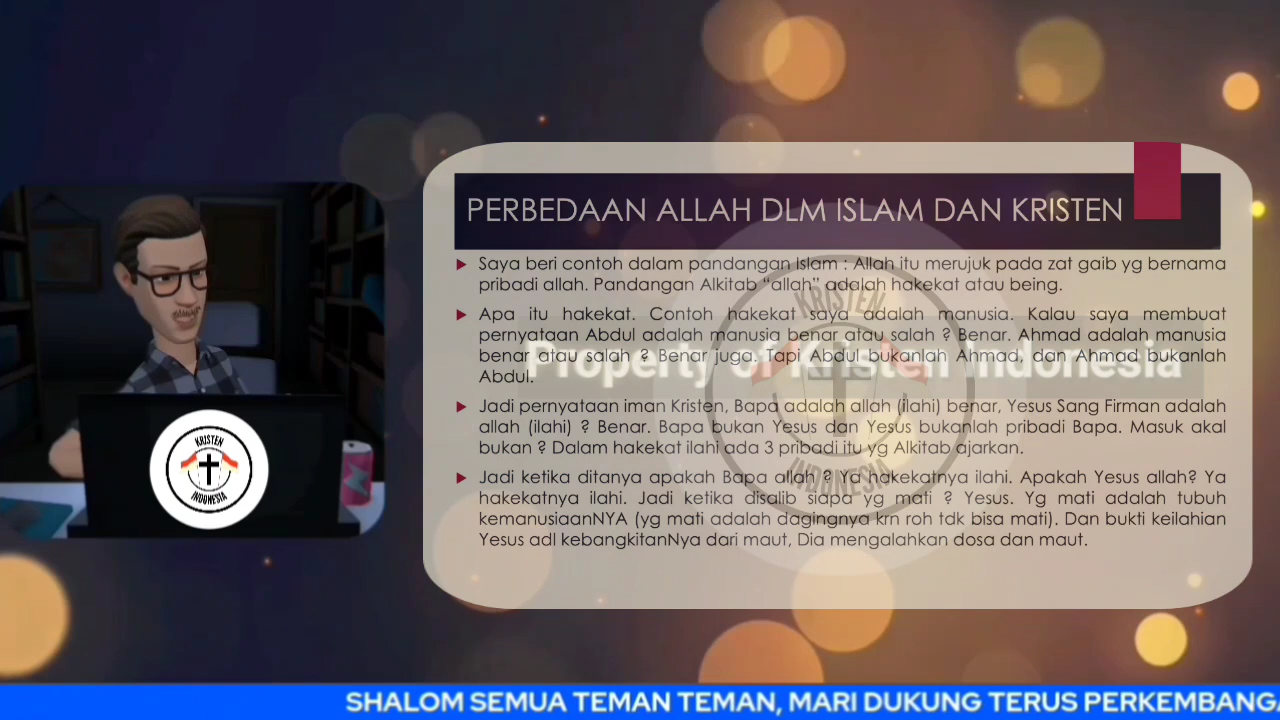 PERBEDAAN ALLAH DLM ISLAM DAN KRISTEN
Saya beri contoh dalam pandangan Islam : Allah itu merujuk pada zat gaib yg bernama
pribadi allah. Pandangan Alkitab “allah” adalah hakekat atau being.
Apa itu hakekat. Contoh hakekat saya adalah manusia. Kalau saya membuat
pernyataan Abdul adalah manusia benar atau salah ? Benar. Ahmad adalah manusia
benar atau salah ? Benar juga. Tapi Abdul bukanlah Ahmad, dan Ahmad bukanlah
Abdul.
Property of Kristen Indonesia
Jadi pernyataan iman Kristen, Bapa adalah allah (ilahi) benar, Yesus Sang Firman adalah
allah (ilahi) ? Benar. Bapa bukan Yesus dan Yesus bukanlah pribadi Bapa. Masuk akal
bukan ? Dalam hakekat ilahi ada 3 pribadi itu yg Alkitab ajarkan.
Jadi ketika ditanya apakah Bapa allah ? Ya hakekatnya ilahi. Apakah Yesus allah? Ya
hakekatnya ilahi. Jadi ketika disalib siapa yg mati ? Yesus. Yg mati adalah tubuh
kemanusiaanNYA (yg mati adalah dagingnya krn roh tdk bisa mati). Dan bukti keilahian
Yesus adl kebangkitanNya dari maut, Dia mengalahkan dosa dan maut.
KRISTEN
INDONESIA
KRISTEN
INDONESIA
SHALOM SEMUA TEMAN TEMAN, MARI DUKUNG TERUS PERKEMBANGA